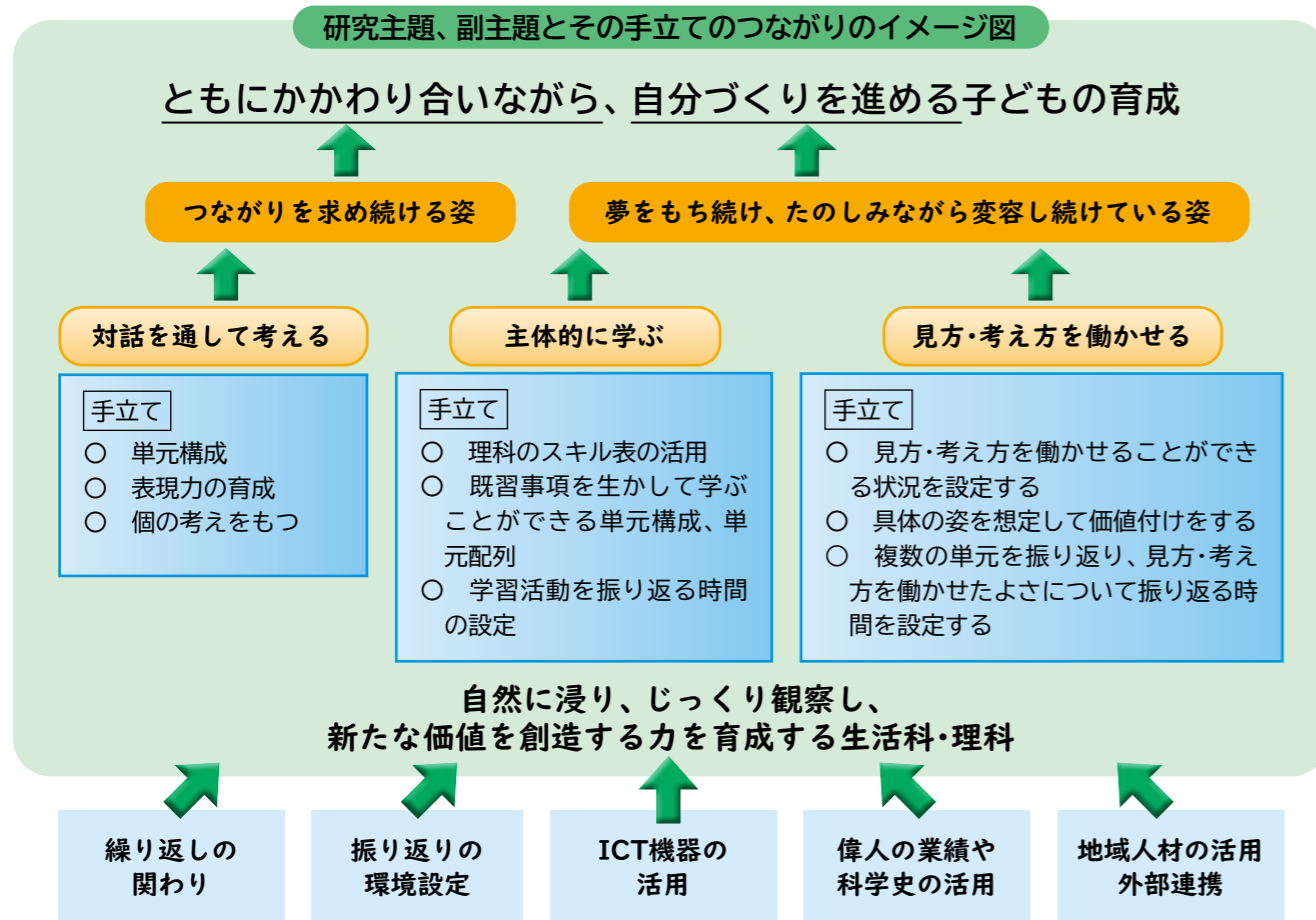 研究主題、副主題とその手立てのつながりのイメージ図
ともにかかわり合いながら、自分づくりを進める子どもの育成
つながりを求め続ける姿
夢をもち続け、たのしみながら変容し続けている姿
対話を通して考える
手立て
○ 単元構成
○ 表現力の育成
○ 個の考えをもつ
主体的に学ぶ
手立て
○ 理科のスキル表の活用
○ 既習事項を生かして学ぶ
ことができる単元構成、単
元配列
○ 学習活動を振り返る時間
の設定
見方・考え方を働かせる
手立て
○ 見方・考え方を働かせることができ
る状況を設定する
○ 具体の姿を想定して価値付けをする
○ 複数の単元を振り返り、見方・考え
方を働かせたよさについて振り返る時
間を設定する
自然に浸り、じっくり観察し、
新たな価値を創造する力を育成する生活科・理科
繰り返しの
関わり
振り返りの
環境設定
ICT機器の
活用
偉人の業績や
科学史の活用
地域人材の活用
外部連携